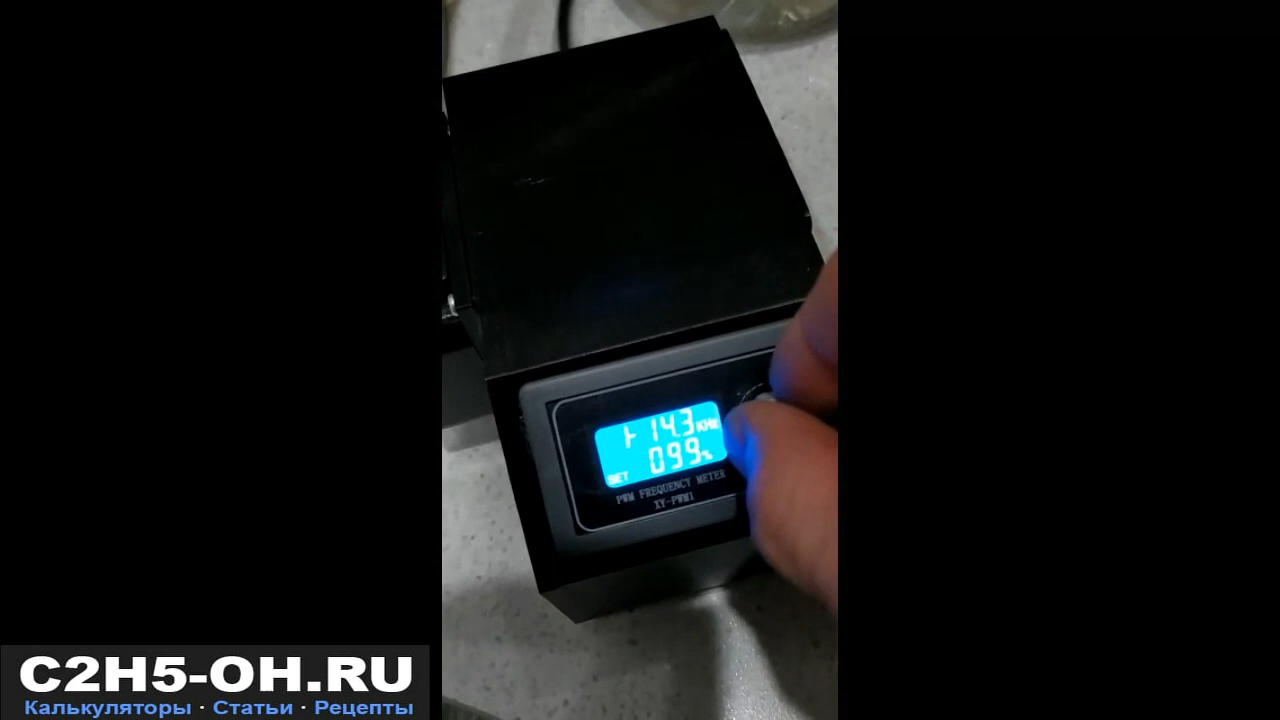 14.3 KHz
099%
SET
PWM FREQUENCY METER
XY-PWM1
C2H5-OH.RU
Калькуляторы · Статьи · Рецепты